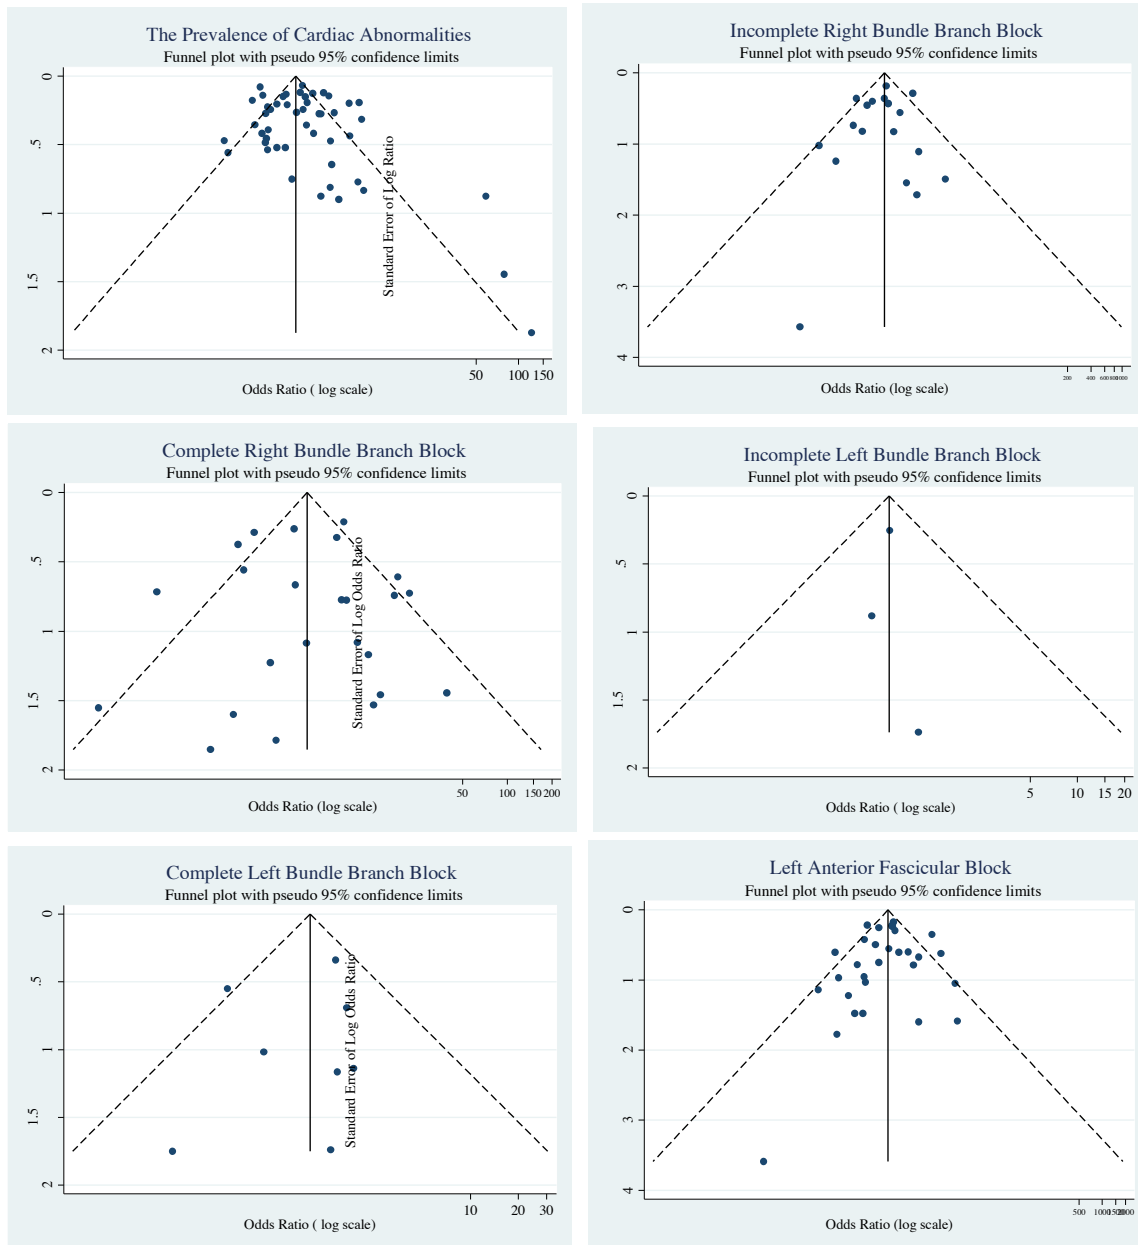 The Prevalence of Cardiac Abnormalities
Funnel plot with pseudo 95% confidence limits
0
.5
1
1.5
2
Standard Error of Log Ratio
50 100 150
Odds Ratio ( log scale)
Incomplete Right Bundle Branch Block
Funnel plot with pseudo 95% confidence limits
0
1
2
3
4
200 400 600
Odds Ratio (log scale)
Complete Right Bundle Branch Block
Funnel plot with pseudo 95% confidence limits
0
.5
1
1.5
2
Standard Error of Log Odds Ratio
50 100 150 200
Odds Ratio (log scale)
Incomplete Left Bundle Branch Block
Funnel plot with pseudo 95% confidence limits
0
.5
1
1.5
2
5 10 15 20
Odds Ratio ( log scale)
Complete Left Bundle Branch Block
Funnel plot with pseudo 95% confidence limits
0
.5
1
1.5
2
Standard Error of Log Odds Ratio
10 20 30
Odds Ratio ( log scale)
Left Anterior Fascicular Block
Funnel plot with pseudo 95% confidence limits
0
1
2
3
4
500
Odds Ratio (log scale)